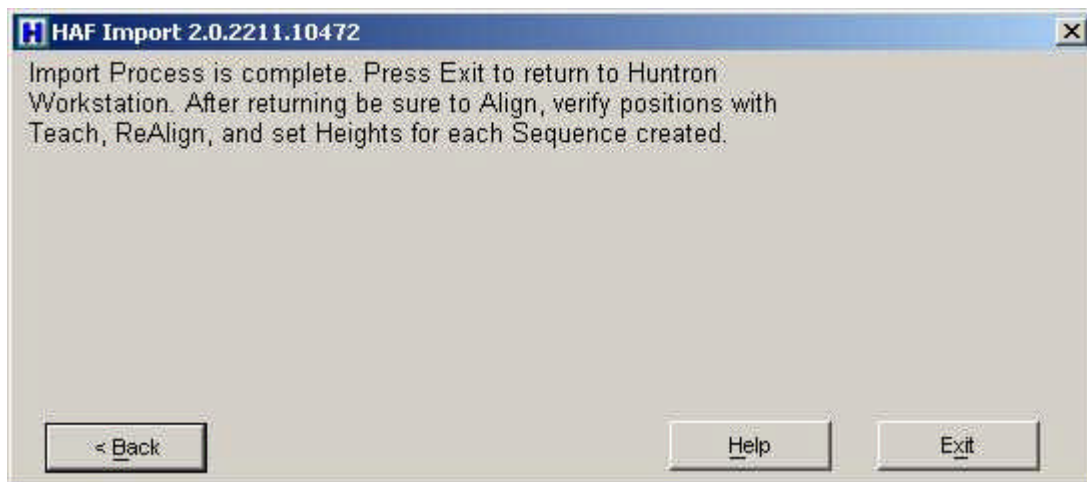 H HAF Import 2.0.2211.10472
Import Process is complete. Press Exit to return to Huntron
Workstation. After returning be sure to Align, verify positions with
Teach, ReAlign, and set Heights for each Sequence created.
< Back Help Exit